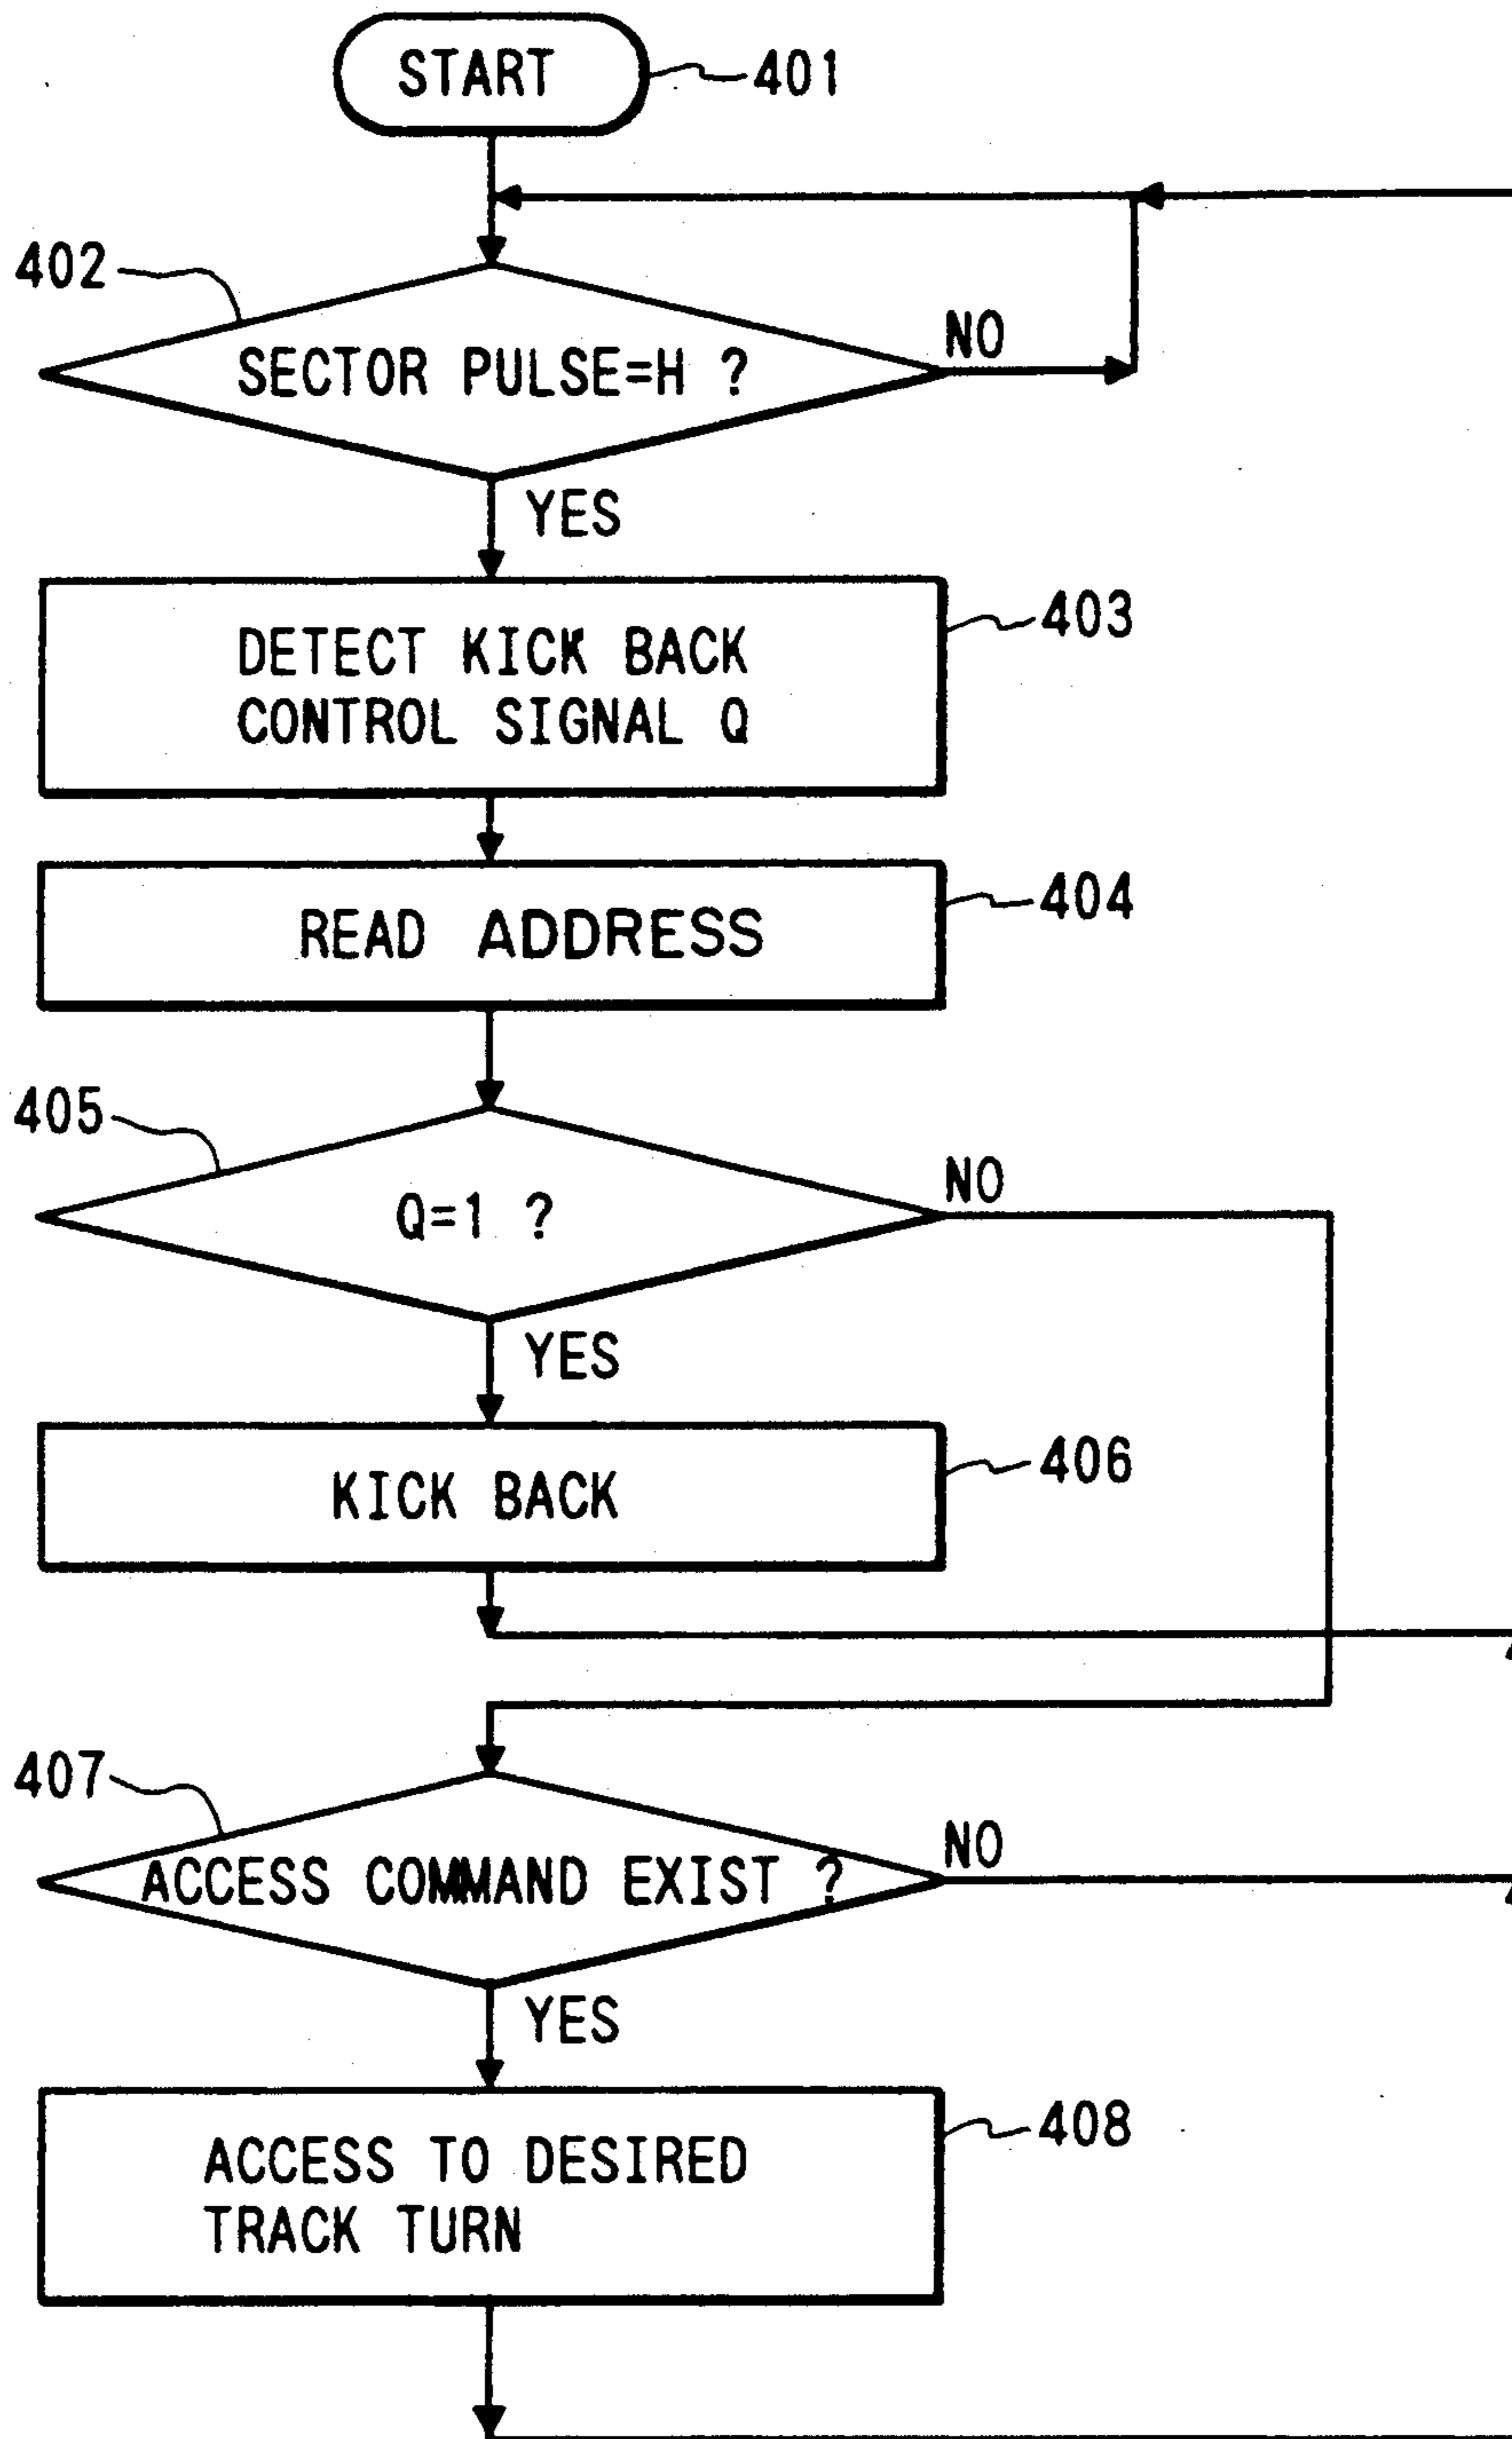 START
401
402
SECTOR PULSE=H ?
NO
YES
403
DETECT KICK BACK
CONTROL SIGNAL Q
404
READ ADDRESS
405
Q=1 ?
NO
YES
406
KICK BACK
407
ACCESS COMMAND EXIST ?
NO
YES
408
ACCESS TO DESIRED
TRACK TURN